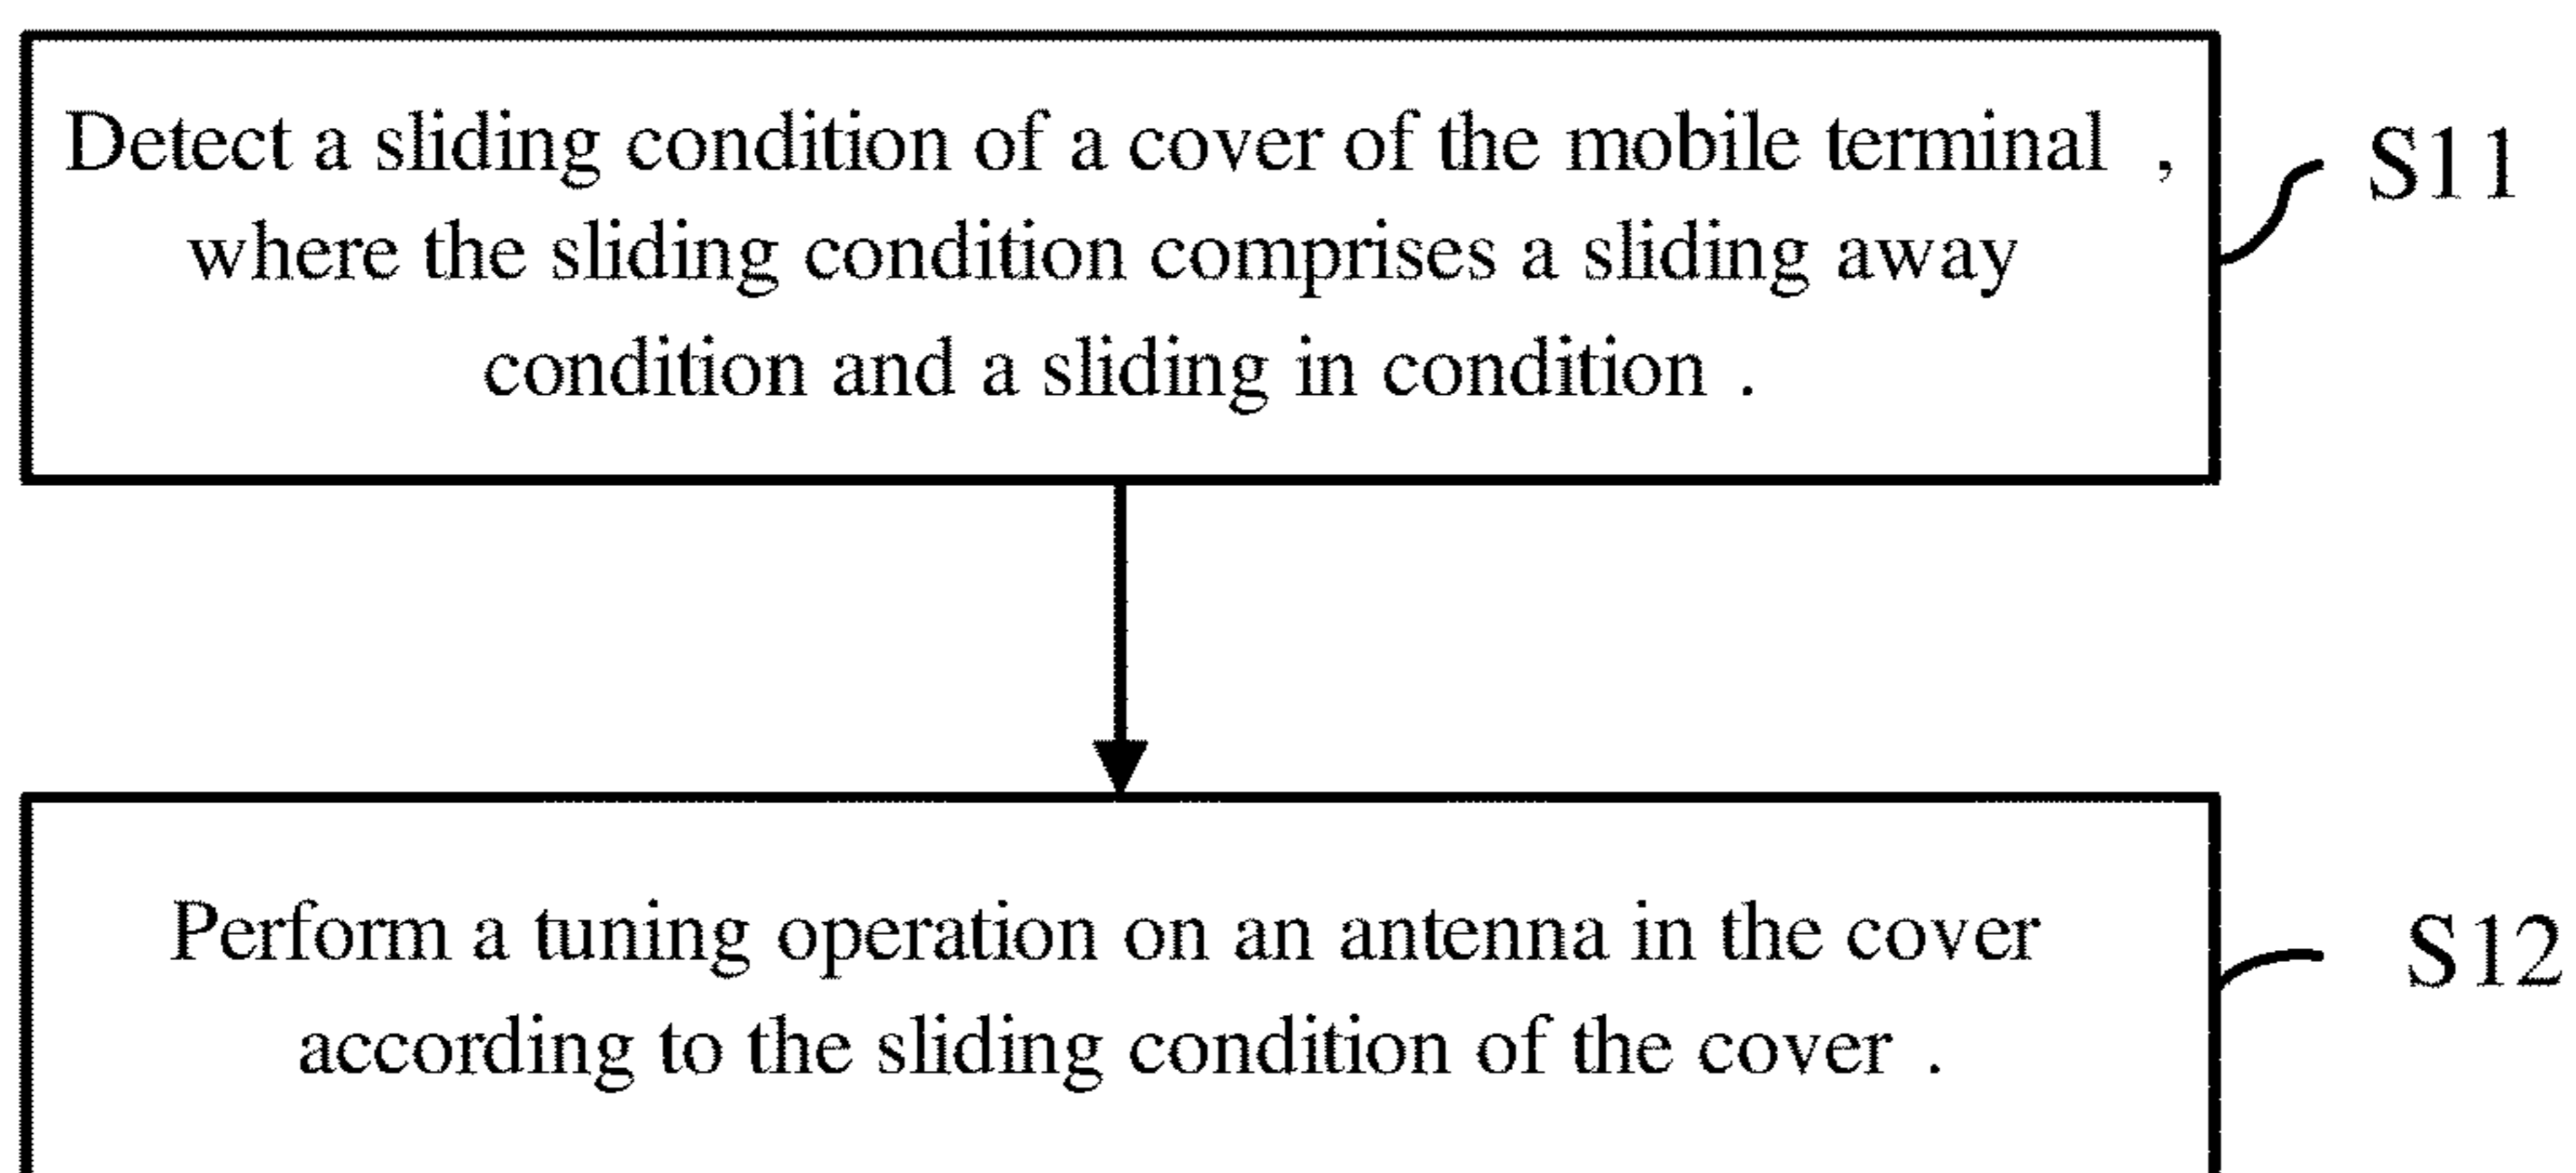 Detect a sliding condition of a cover of the mobile terminal ,
where the sliding condition comprises a sliding away
condition and a sliding in condition .
S11
Perform a tuning operation on an antenna in the cover
according to the sliding condition of the cover .
S12